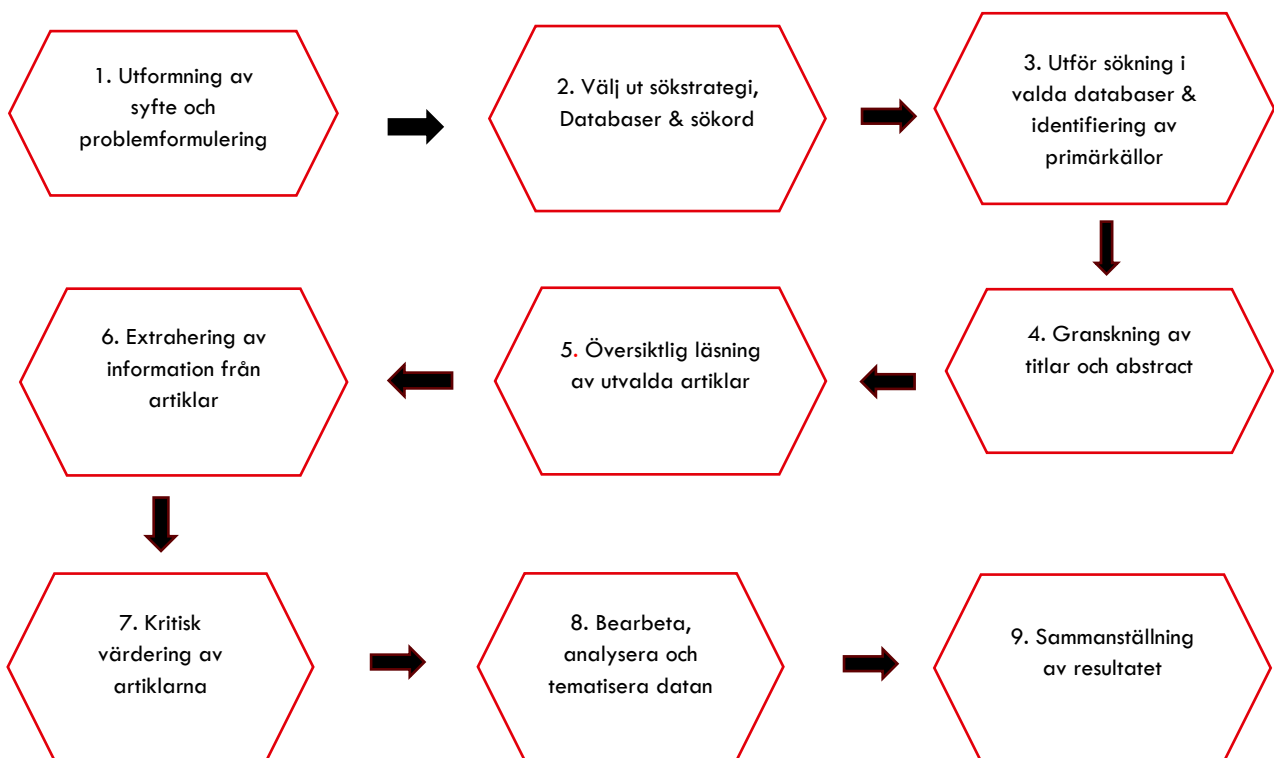 1. Utformning av
syfte och
problemformulering
2. Välj ut sökstrategi,
Databaser & sökord
3. Utför sökning i
valda databaser &
identifiering av
primärkällor
4. Granskning av
titlar och abstract
5. Översiktlig läsning
av utvalda artiklar
6. Extrahering av
information från
artiklar
7. Kritisk
värdering av
artiklarna
8. Bearbeta,
analysera och
tematisera datan
9. Sammanställning
av resultatet